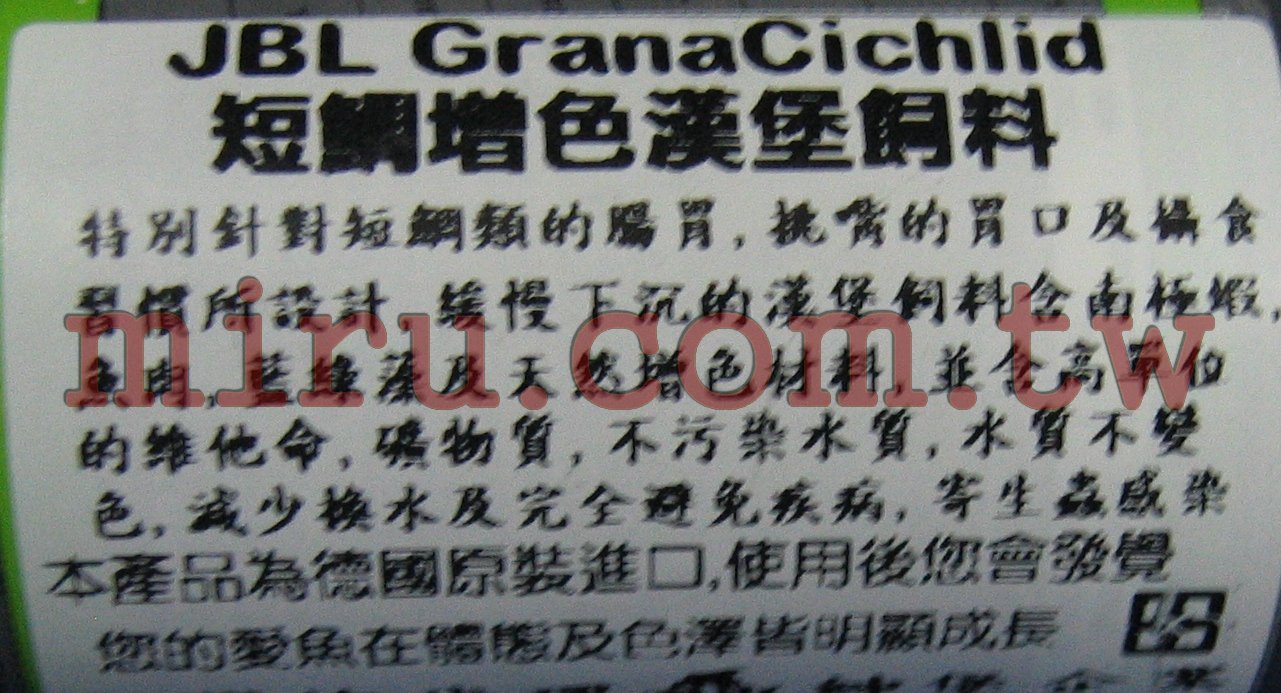 JBL GranaCichlid
短鯛增色漢堡飼料
特別針對短鯛類的腸胃,挑嘴的胃口及攝食
習慣所設計,緩慢下沉的漢堡飼料含南極蝦,
魚肉,藍綠藻及天然增色材料,並含高單位
的維他命,礦物質,不污染水質,水質不變
色,減少換水及完全避免疾病,寄生蟲感染
本產品為德國原裝進口,使用後您會發覺
您的愛魚在體態及色澤皆明顯成長
miru.com.tw